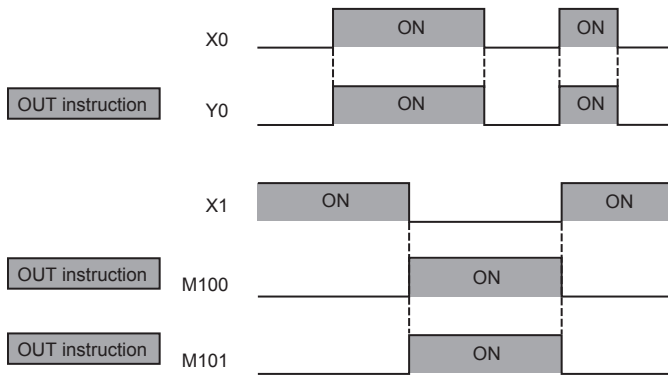 X0 ON ON
OUT instruction Y0 ON ON
X1 ON ON
OUT instruction M100 ON
OUT instruction M101 ON